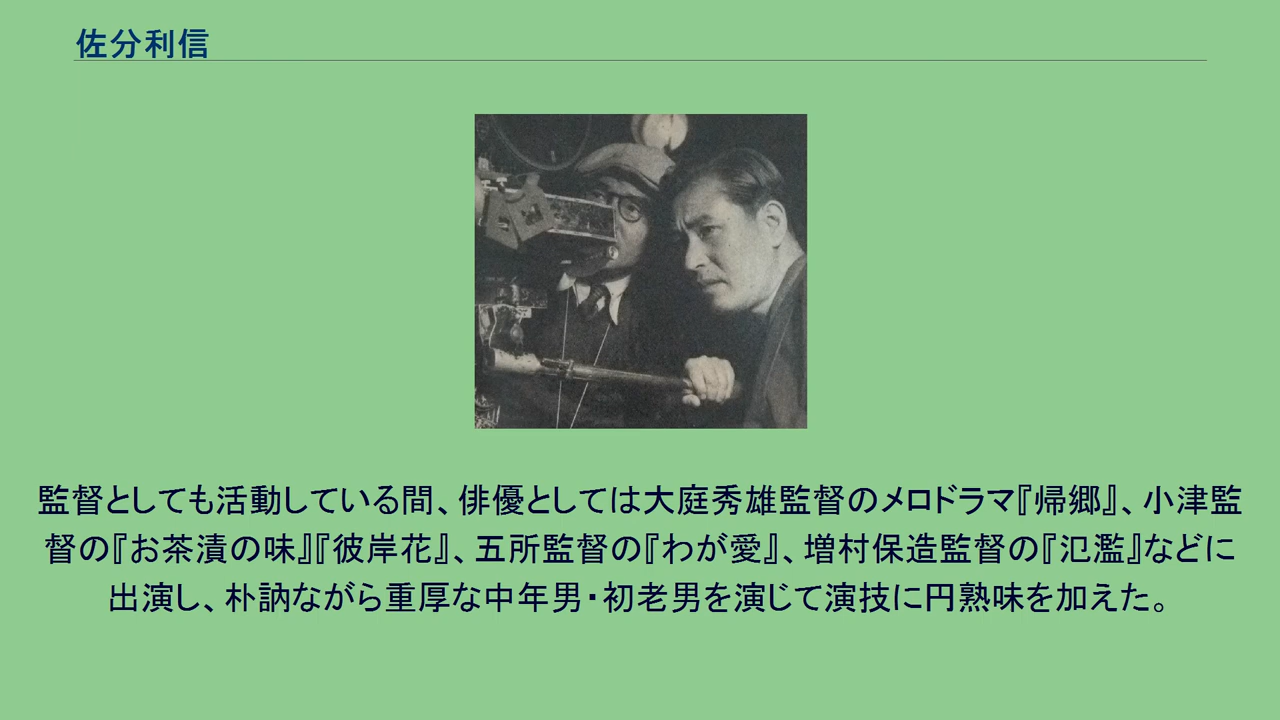 佐分利信
監督としても活動している間、俳優としては大庭秀雄監督のメロドラマ『帰郷』、小津監
督の『お茶漬の味』『彼岸花』、五所監督の『わが愛』、増村保造監督の『氾濫』などに
出演し、朴訥ながら重厚な中年男・初老男を演じて演技に円熟味を加えた。